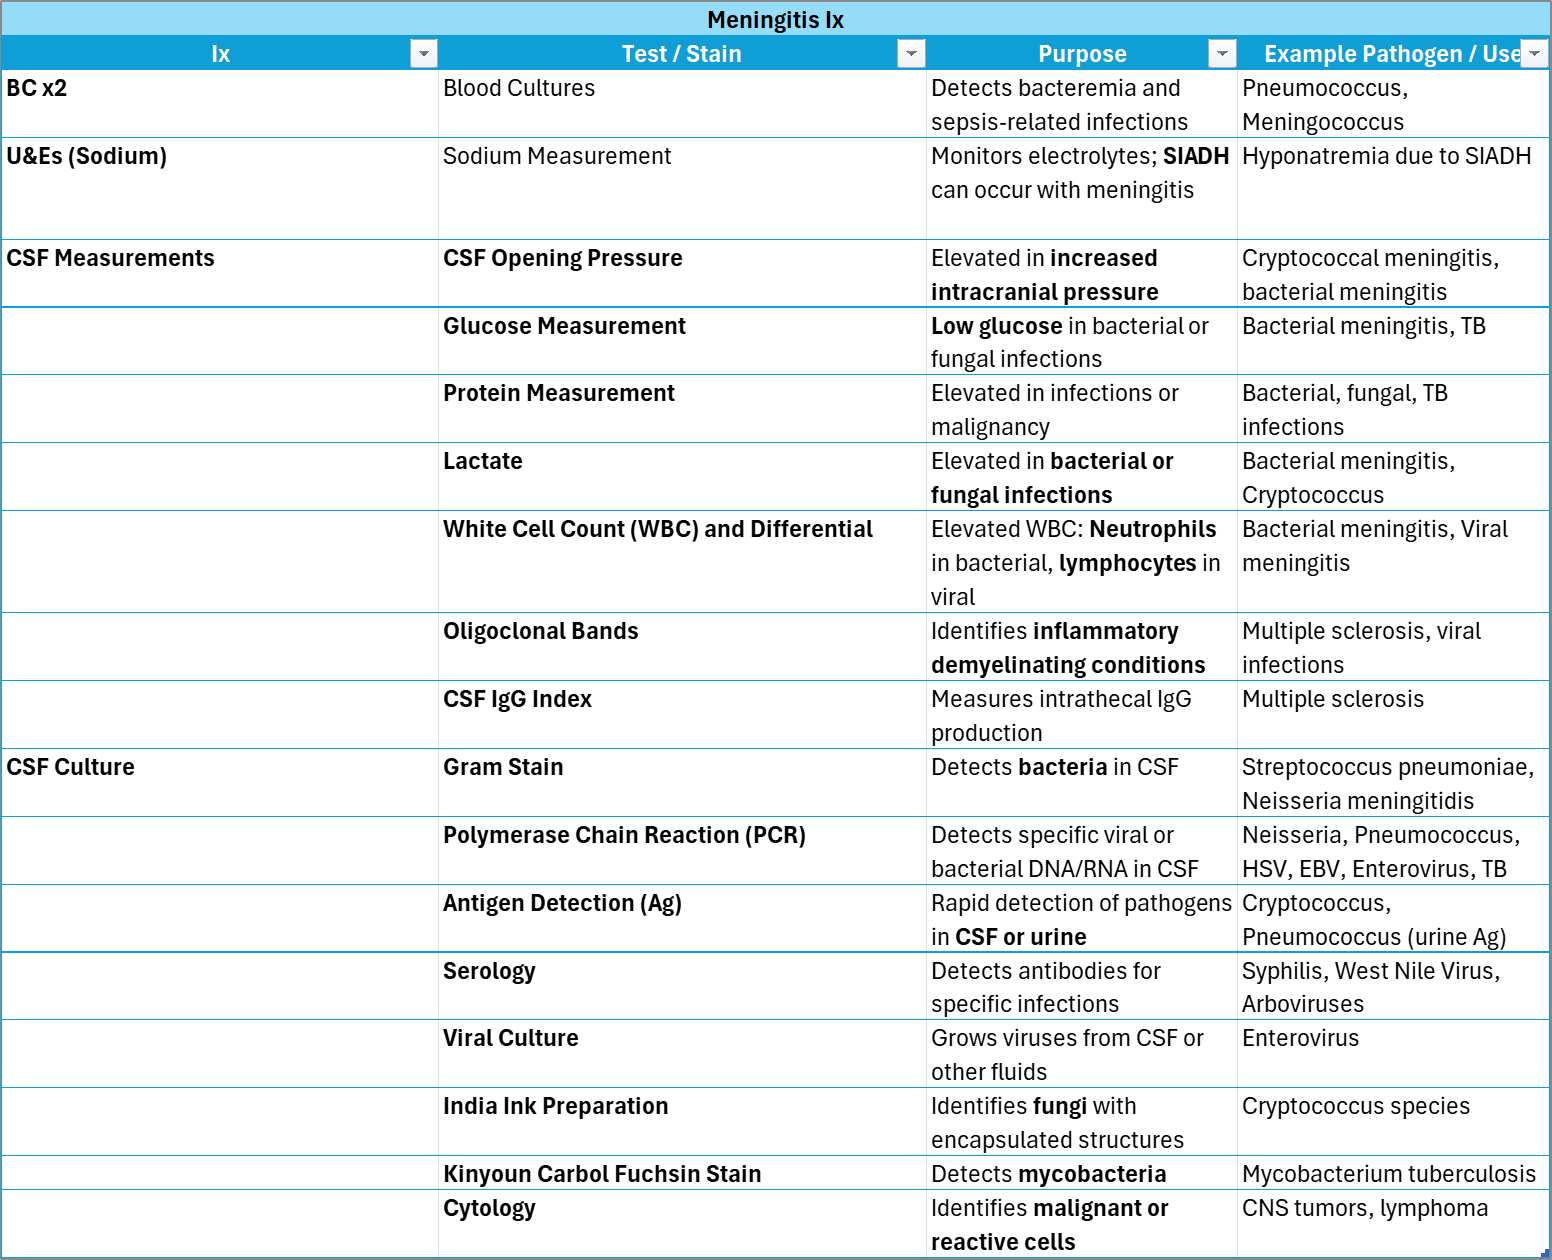 Meningitis Ix
Ix
Test / Stain
Purpose
Example Pathogen / Use
BC x2
Blood Cultures
Detects bacteremia and
sepsis-related infections
Pneumococcus,
Meningococcus
U&Es (Sodium)
Sodium Measurement
Monitors electrolytes; SIADH
can occur with meningitis
Hyponatremia due to SIADH
CSF Measurements
CSF Opening Pressure
Elevated in increased
intracranial pressure
Cryptococcal meningitis,
bacterial meningitis
Glucose Measurement
Low glucose in bacterial or
fungal infections
Bacterial meningitis, TB
Protein Measurement
Elevated in infections or
malignancy
Bacterial, fungal, TB
infections
Lactate
Elevated in bacterial or
fungal infections
Bacterial meningitis,
Cryptococcus
White Cell Count (WBC) and Differential
Elevated WBC: Neutrophils
in bacterial, lymphocytes in
viral
Bacterial meningitis, Viral
meningitis
Oligoclonal Bands
Identifies inflammatory
demyelinating conditions
Multiple sclerosis, viral
infections
CSF IgG Index
Measures intrathecal IgG
production
Multiple sclerosis
CSF Culture
Gram Stain
Detects bacteria in CSF
Streptococcus pneumoniae,
Neisseria meningitidis
Polymerase Chain Reaction (PCR)
Detects specific viral or
bacterial DNA/RNA in CSF
Neisseria, Pneumococcus,
HSV, EBV, Enterovirus, TB
Antigen Detection (Ag)
Rapid detection of pathogens
in CSF or urine
Cryptococcus,
Pneumococcus (urine Ag)
Serology
Detects antibodies for
specific infections
Syphilis, West Nile Virus,
Arboviruses
Viral Culture
Grows viruses from CSF or
other fluids
Enterovirus
India Ink Preparation
Identifies fungi with
encapsulated structures
Cryptococcus species
Kinyoun Carbol Fuchsin Stain
Detects mycobacteria
Mycobacterium tuberculosis
Cytology
Identifies malignant or
reactive cells
CNS tumors, lymphoma